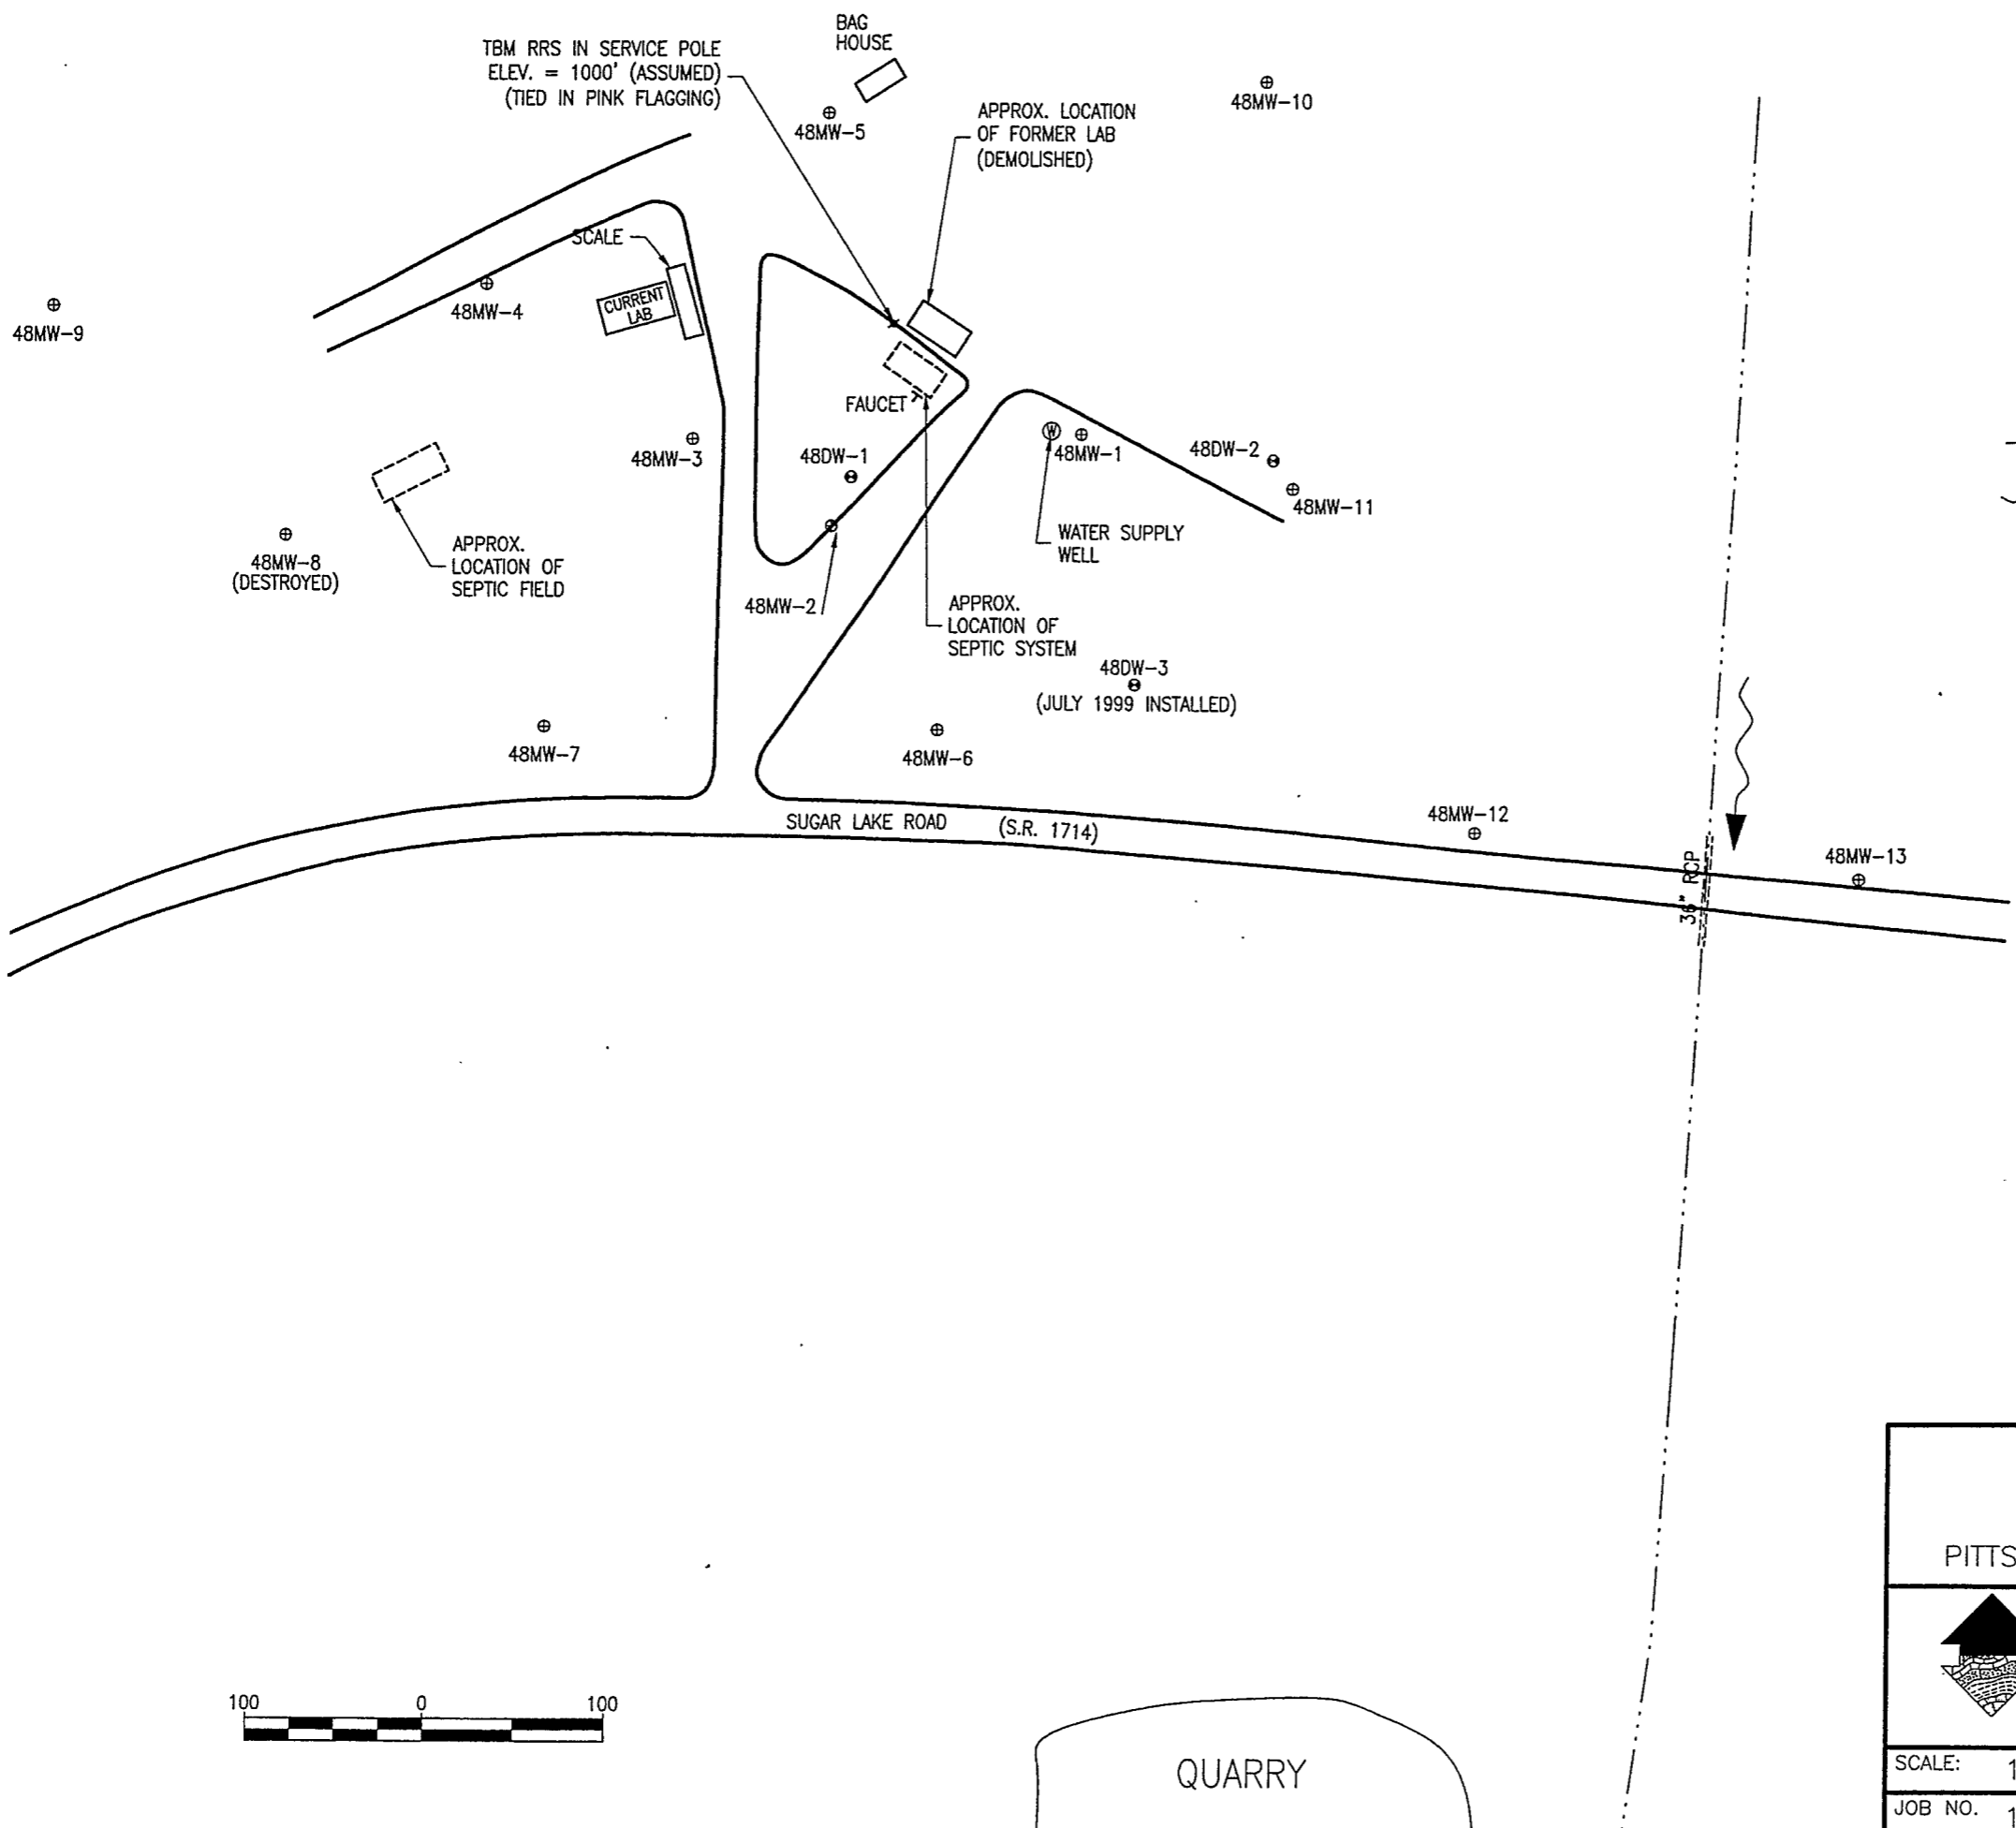 BAG
HOUSE
TBM RRS IN SERVICE POLE
ELEV. = 1000' (ASSUMED)
(TIED IN PINK FLAGGING)
48MW-10
48MW-5
APPROX. LOCATION
OF FORMER LAB
(DEMOLISHED)
SCALE
48MW-4
CURRENT
LAB
48MW-9
FAUCET
48MW-3
48DW-1
48MW-1
48DW-2
48MW-11
WATER SUPPLY
WELL
W
APPROX.
LOCATION OF
SEPTIC FIELD
48MW-8
(DESTROYED)
48MW-2
APPROX.
LOCATION OF
SEPTIC SYSTEM
48DW-3
(JULY 1999 INSTALLED)
48MW-7
48MW-6
SUGAR LAKE ROAD (S.R. 1714)
48MW-12
48MW-13
36" RCP
PITTS
100 0 100
QUARRY
SCALE: 1
JOB NO. 1